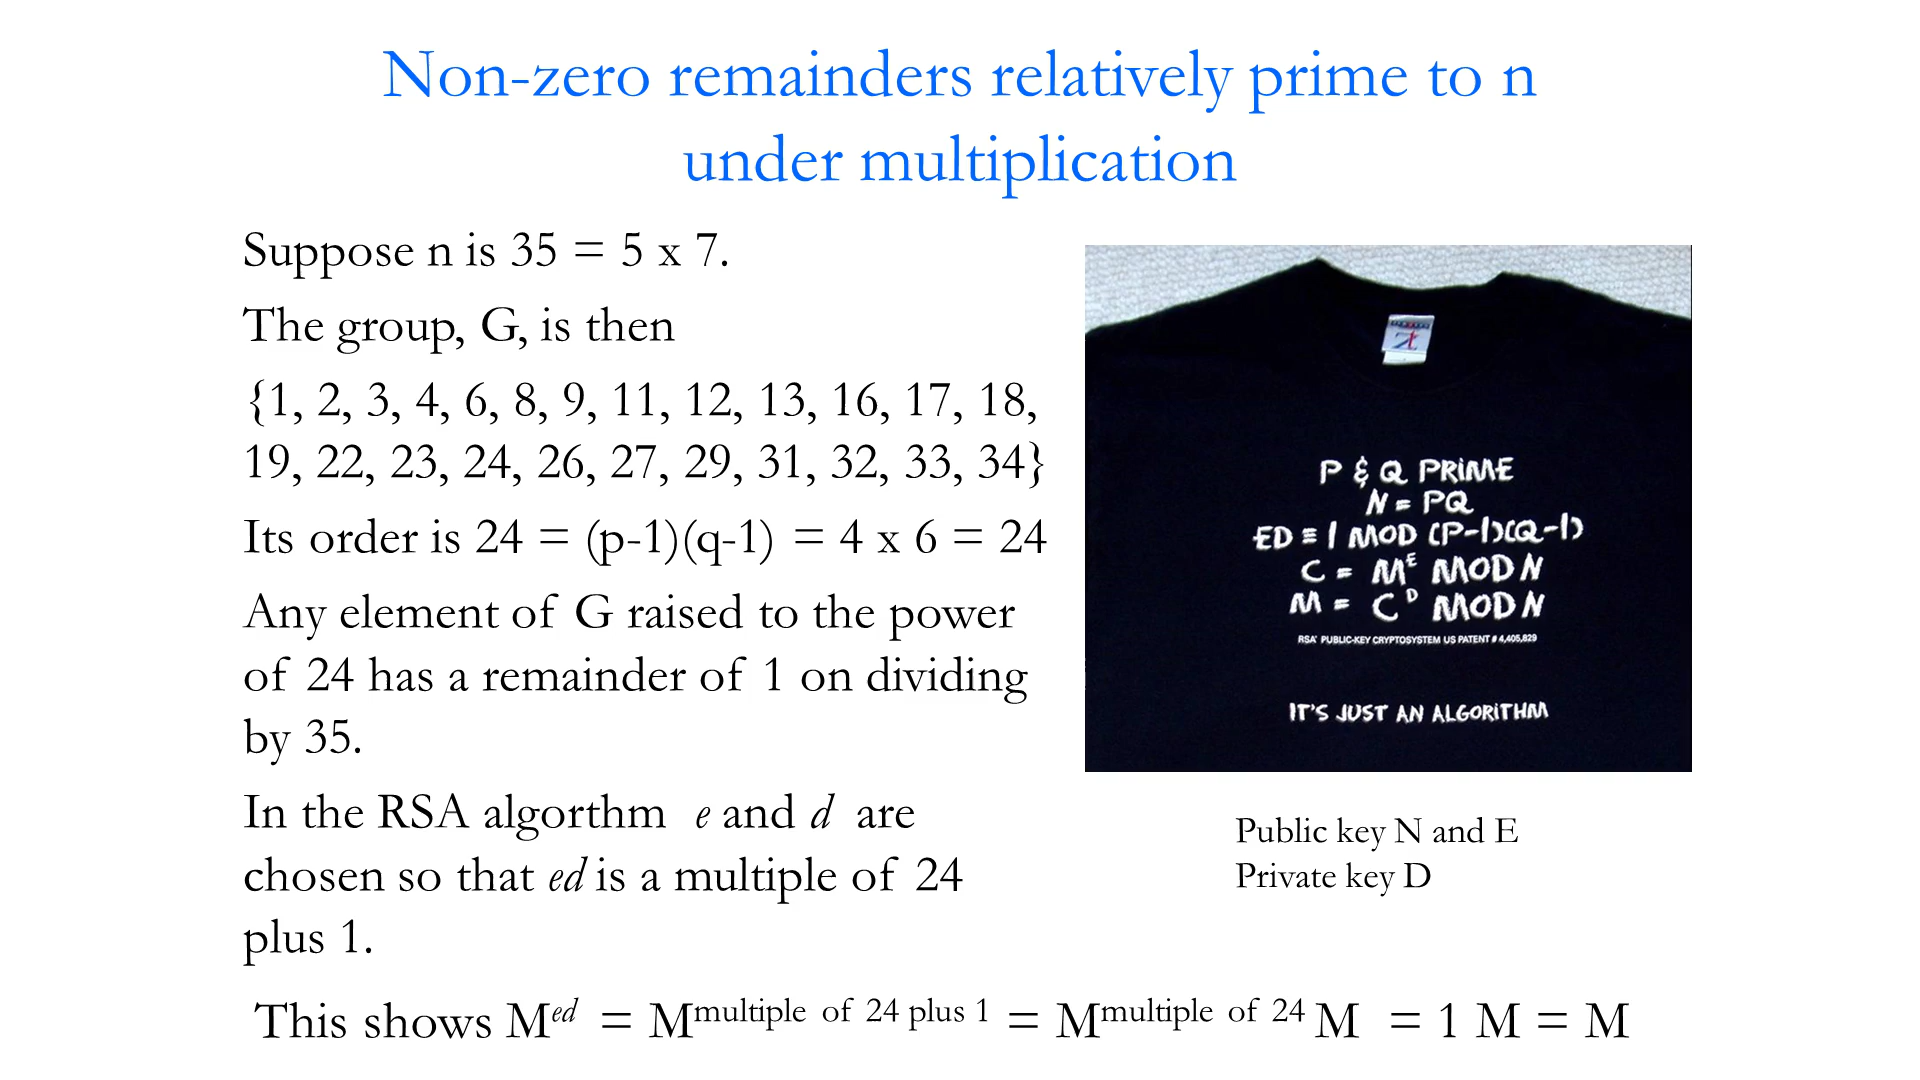 Non-zero remainders relatively prime to n
under multiplication
Suppose n is 35 = 5 x 7.
The group, G, is then
{1, 2, 3, 4, 6, 8, 9, 11, 12, 13, 16, 17, 18,
19, 22, 23, 24, 26, 27, 29, 31, 32, 33, 34}
Its order is 24 = (p-1)(q-1) = 4 x 6 = 24
Any element of G raised to the power
of 24 has a remainder of 1 on dividing
by 35.
In the RSA algorthm e and d are
chosen so that ed is a multiple of 24
plus 1.
P & Q PRIME
N = PQ
ED ≡ 1 MOD (P-1)(Q-1)
C = M^E MOD N
M = C^D MOD N
RSA PUBLIC-KEY CRYPTOSYSTEM US PATENT # 4,405,829
IT'S JUST AN ALGORITHM
Public key N and E
Private key D
This shows M^ed = M^multiple of 24 plus 1 = M^multiple of 24 M = 1 M = M